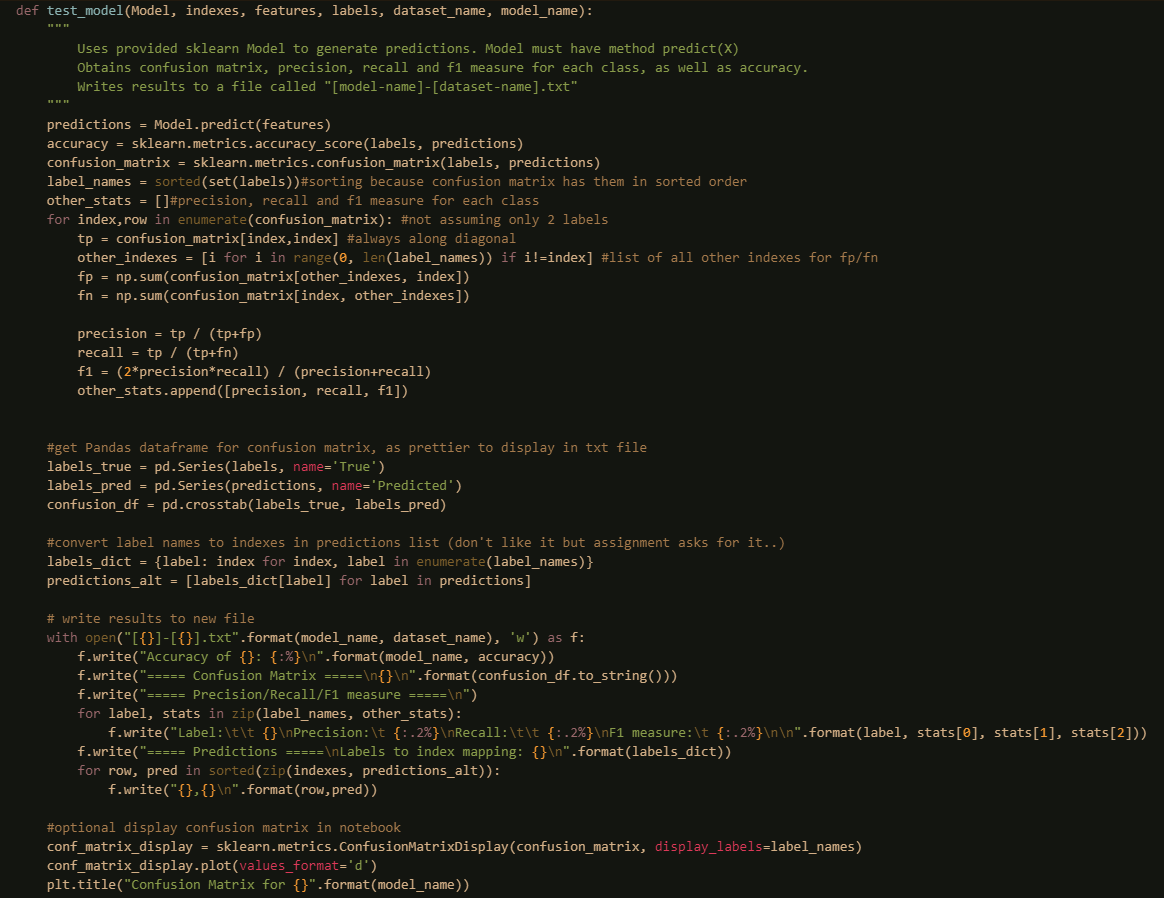 def test_model(Model, indexes, features, labels, dataset_name, model_name):
    """
        Uses provided sklearn Model to generate predictions. Model must have method predict(X)
        Obtains confusion matrix, precision, recall and f1 measure for each class, as well as accuracy.
        Writes results to a file called "[model-name]-[dataset-name].txt"
    """
    predictions = Model.predict(features)
    accuracy = sklearn.metrics.accuracy_score(labels, predictions)
    confusion_matrix = sklearn.metrics.confusion_matrix(labels, predictions)
    label_names = sorted(set(labels))#sorting because confusion matrix has them in sorted order
    other_stats = []#precision, recall and f1 measure for each class
    for index,row in enumerate(confusion_matrix): #not assuming only 2 labels
        tp = confusion_matrix[index,index] #always along diagonal
        other_indexes = [i for i in range(0, len(label_names)) if i!=index] #list of all other indexes for fp/fn
        fp = np.sum(confusion_matrix[other_indexes, index])
        fn = np.sum(confusion_matrix[index, other_indexes])

        precision = tp / (tp+fp)
        recall = tp / (tp+fn)
        f1 = (2*precision*recall) / (precision+recall)
        other_stats.append([precision, recall, f1])


    #get Pandas dataframe for confusion matrix, as prettier to display in txt file
    labels_true = pd.Series(labels, name='True')
    labels_pred = pd.Series(predictions, name='Predicted')
    confusion_df = pd.crosstab(labels_true, labels_pred)

    #convert label names to indexes in predictions list (don't like it but assignment asks for it..)
    labels_dict = {label: index for index, label in enumerate(label_names)}
    predictions_alt = [labels_dict[label] for label in predictions]

    # write results to new file
    with open("[{}]-[{}].txt".format(model_name, dataset_name), 'w') as f:
        f.write("Accuracy of {}: {:%}\n".format(model_name, accuracy))
        f.write("===== Confusion Matrix =====\n{}\n".format(confusion_df.to_string()))
        f.write("===== Precision/Recall/F1 measure =====\n")
        for label, stats in zip(label_names, other_stats):
            f.write("Label:\t\t {}\nPrecision:\t {:.2%}\nRecall:\t\t {:.2%}\nF1 measure:\t {:.2%}\n\n".format(label, stats[0], stats[1], stats[2]))
        f.write("===== Predictions =====\nLabels to index mapping: {}\n".format(labels_dict))
        for row, pred in sorted(zip(indexes, predictions_alt)):
            f.write("{},{}\n".format(row,pred))

    #optional display confusion matrix in notebook
    conf_matrix_display = sklearn.metrics.ConfusionMatrixDisplay(confusion_matrix, display_labels=label_names)
    conf_matrix_display.plot(values_format='d')
    plt.title("Confusion Matrix for {}".format(model_name))